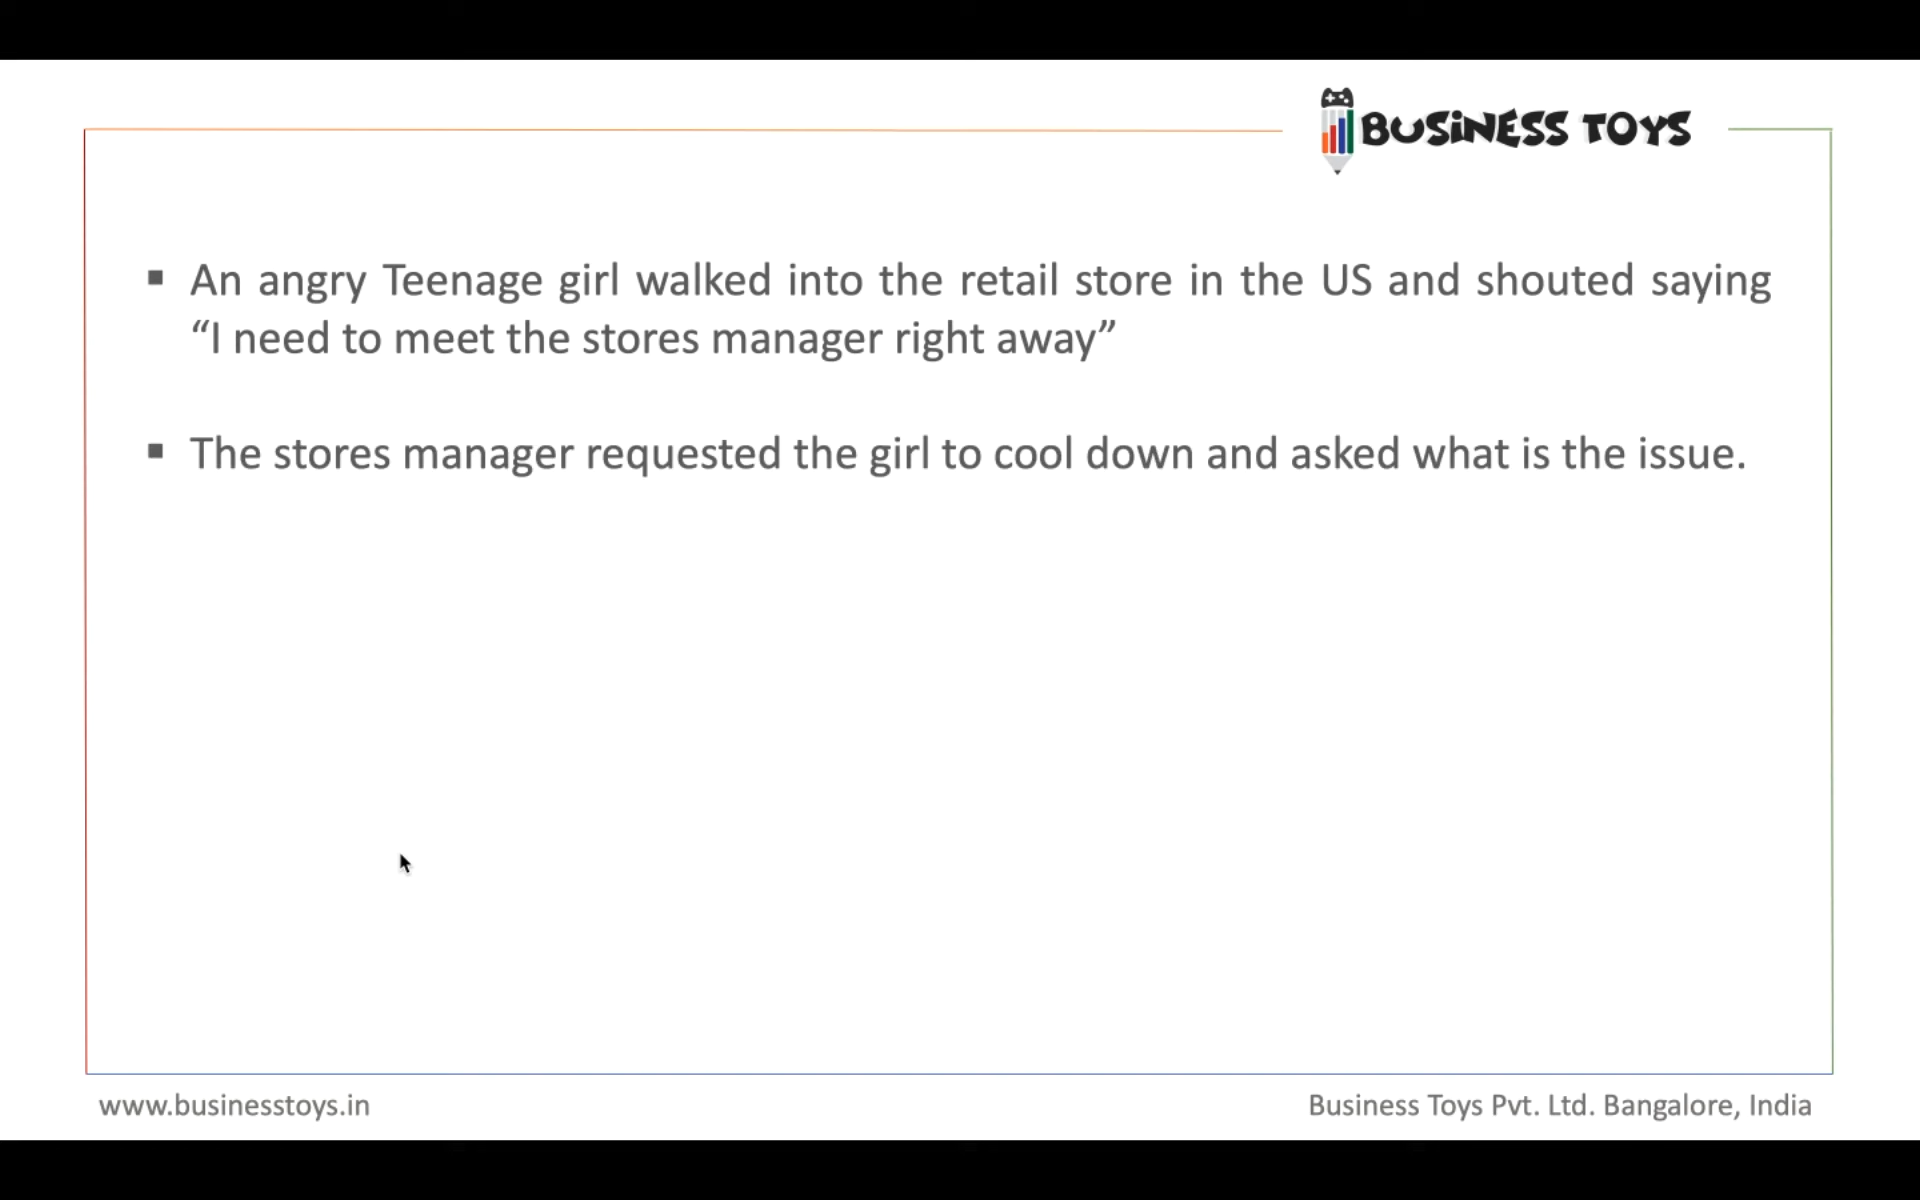 BUSINESS TOYS
▪ An angry Teenage girl walked into the retail store in the US and shouted saying
“I need to meet the stores manager right away”
▪ The stores manager requested the girl to cool down and asked what is the issue.
www.businesstoys.in
Business Toys Pvt. Ltd. Bangalore, India